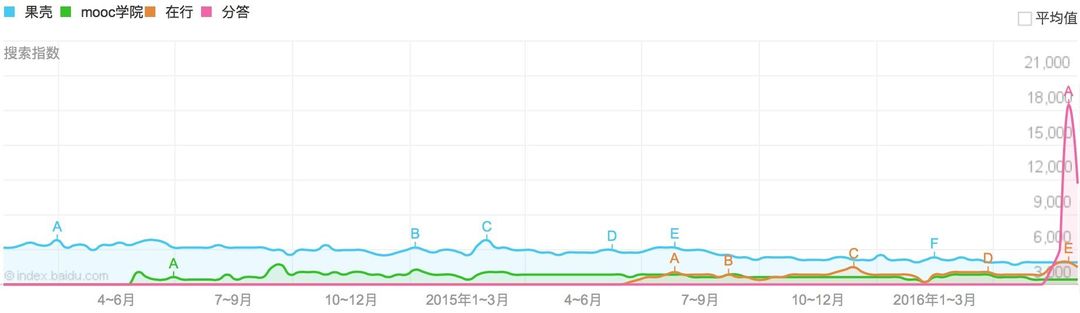 果壳 mooc学院 在行 分答
平均值
搜索指数
21,000
A
18,000
15,000
12,000
9,000
A B C D E F
6,000
A A B C D E
3,000
index.baidu.com
4~6月 7~9月 10~12月 2015年1~3月 4~6月 7~9月 10~12月 2016年1~3月